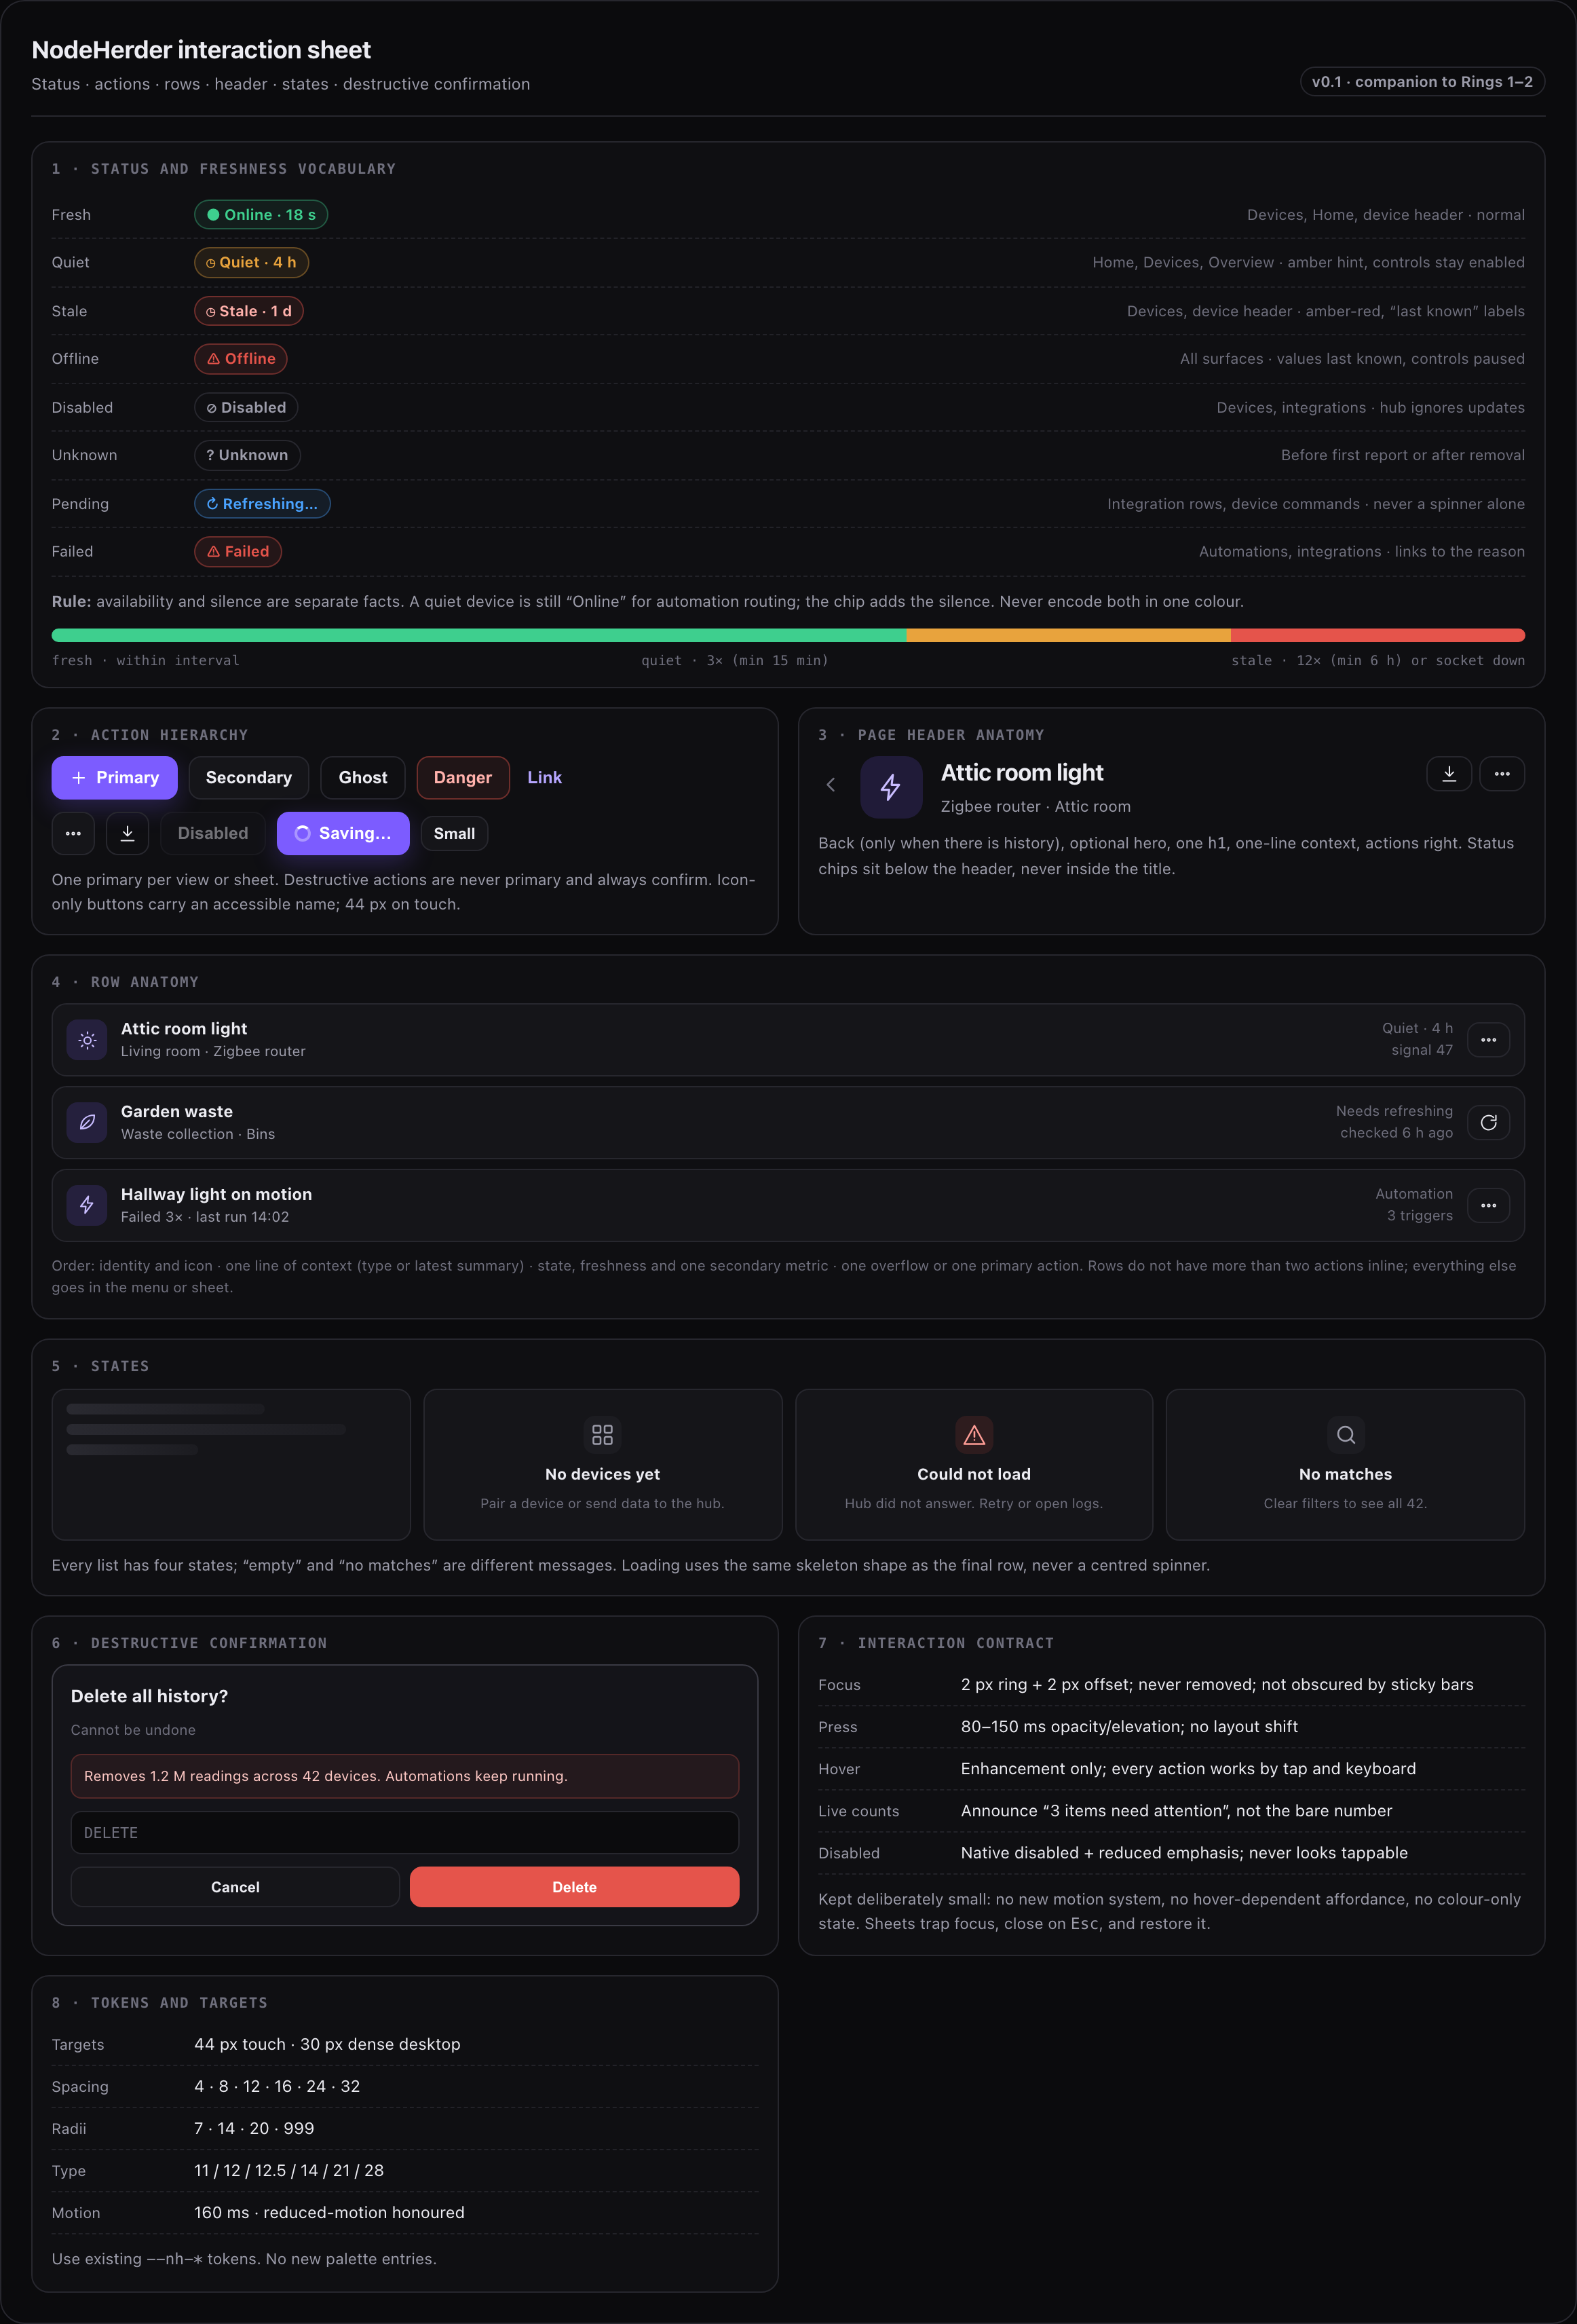 NodeHerder interaction sheet
Status · actions · rows · header · states · destructive confirmation
v0.1 · companion to Rings 1–2
1 · STATUS AND FRESHNESS VOCABULARY
Fresh
Online · 18 s
Devices, Home, device header · normal
Quiet
Quiet · 4 h
Home, Devices, Overview · amber hint, controls stay enabled
Stale
Stale · 1 d
Devices, device header · amber-red, “last known” labels
Offline
Offline
All surfaces · values last known, controls paused
Disabled
Disabled
Devices, integrations · hub ignores updates
Unknown
? Unknown
Before first report or after removal
Pending
Refreshing…
Integration rows, device commands · never a spinner alone
Failed
Failed
Automations, integrations · links to the reason
Rule: availability and silence are separate facts. A quiet device is still “Online” for automation routing; the chip adds the silence. Never encode both in one colour.
fresh · within interval
quiet · 3× (min 15 min)
stale · 12× (min 6 h) or socket down
2 · ACTION HIERARCHY
Primary
Secondary
Ghost
Danger
Link
Disabled
Saving…
Small
One primary per view or sheet. Destructive actions are never primary and always confirm. Icon-
only buttons carry an accessible name; 44 px on touch.
3 · PAGE HEADER ANATOMY
Attic room light
Zigbee router · Attic room
Back (only when there is history), optional hero, one h1, one-line context, actions right. Status
chips sit below the header, never inside the title.
4 · ROW ANATOMY
Attic room light
Living room · Zigbee router
Quiet · 4 h
signal 47
Garden waste
Waste collection · Bins
Needs refreshing
checked 6 h ago
Hallway light on motion
Failed 3× · last run 14:02
Automation
3 triggers
Order: identity and icon · one line of context (type or latest summary) · state, freshness and one secondary metric · one overflow or one primary action. Rows do not have more than two actions inline; everything else
goes in the menu or sheet.
5 · STATES
No devices yet
Pair a device or send data to the hub.
Could not load
Hub did not answer. Retry or open logs.
No matches
Clear filters to see all 42.
Every list has four states; “empty” and “no matches” are different messages. Loading uses the same skeleton shape as the final row, never a centred spinner.
6 · DESTRUCTIVE CONFIRMATION
Delete all history?
Cannot be undone
Removes 1.2 M readings across 42 devices. Automations keep running.
DELETE
Cancel
Delete
7 · INTERACTION CONTRACT
Focus
2 px ring + 2 px offset; never removed; not obscured by sticky bars
Press
80–150 ms opacity/elevation; no layout shift
Hover
Enhancement only; every action works by tap and keyboard
Live counts
Announce “3 items need attention”, not the bare number
Disabled
Native disabled + reduced emphasis; never looks tappable
Kept deliberately small: no new motion system, no hover-dependent affordance, no colour-only
state. Sheets trap focus, close on Esc, and restore it.
8 · TOKENS AND TARGETS
Targets
44 px touch · 30 px dense desktop
Spacing
4 · 8 · 12 · 16 · 24 · 32
Radii
7 · 14 · 20 · 999
Type
11 / 12 / 12.5 / 14 / 21 / 28
Motion
160 ms · reduced-motion honoured
Use existing --nh-* tokens. No new palette entries.